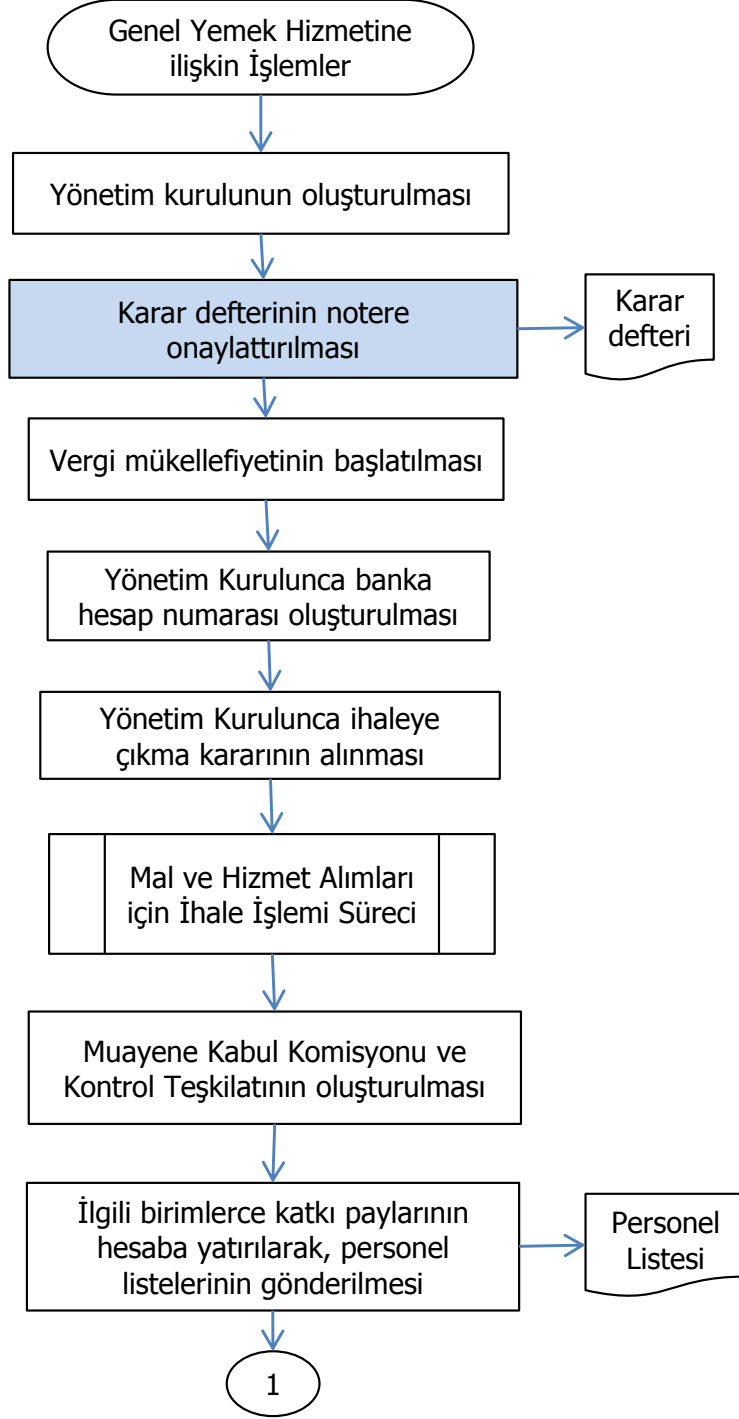 Genel Yemek Hizmetine
ilişkin İşlemler
Yönetim kurulunun oluşturulması
Karar defterinin notere
onaylattırılması
Karar
defteri
Vergi mükellefiyetinin başlatılması
Yönetim Kurulunca banka
hesap numarası oluşturulması
Yönetim Kurulunca ihaleye
çıkma kararının alınması
Mal ve Hizmet Alımları
için İhale İşlemi Süreci
Muayene Kabul Komisyonu ve
Kontrol Teşkilatının oluşturulması
İlgili birimlerce katkı paylarının
hesaba yatırılarak, personel
listelerinin gönderilmesi
Personel
Listesi
1